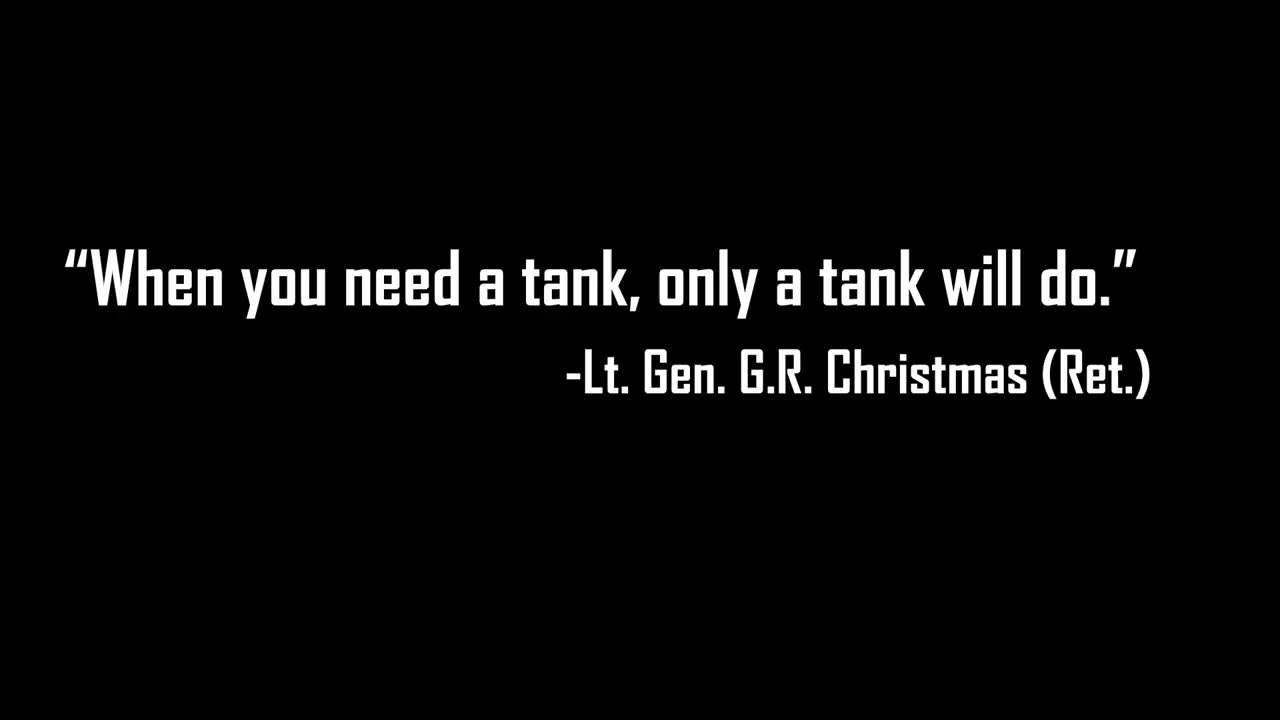 “When you need a tank, only a tank will do.”
-Lt. Gen. G.R. Christmas (Ret.)